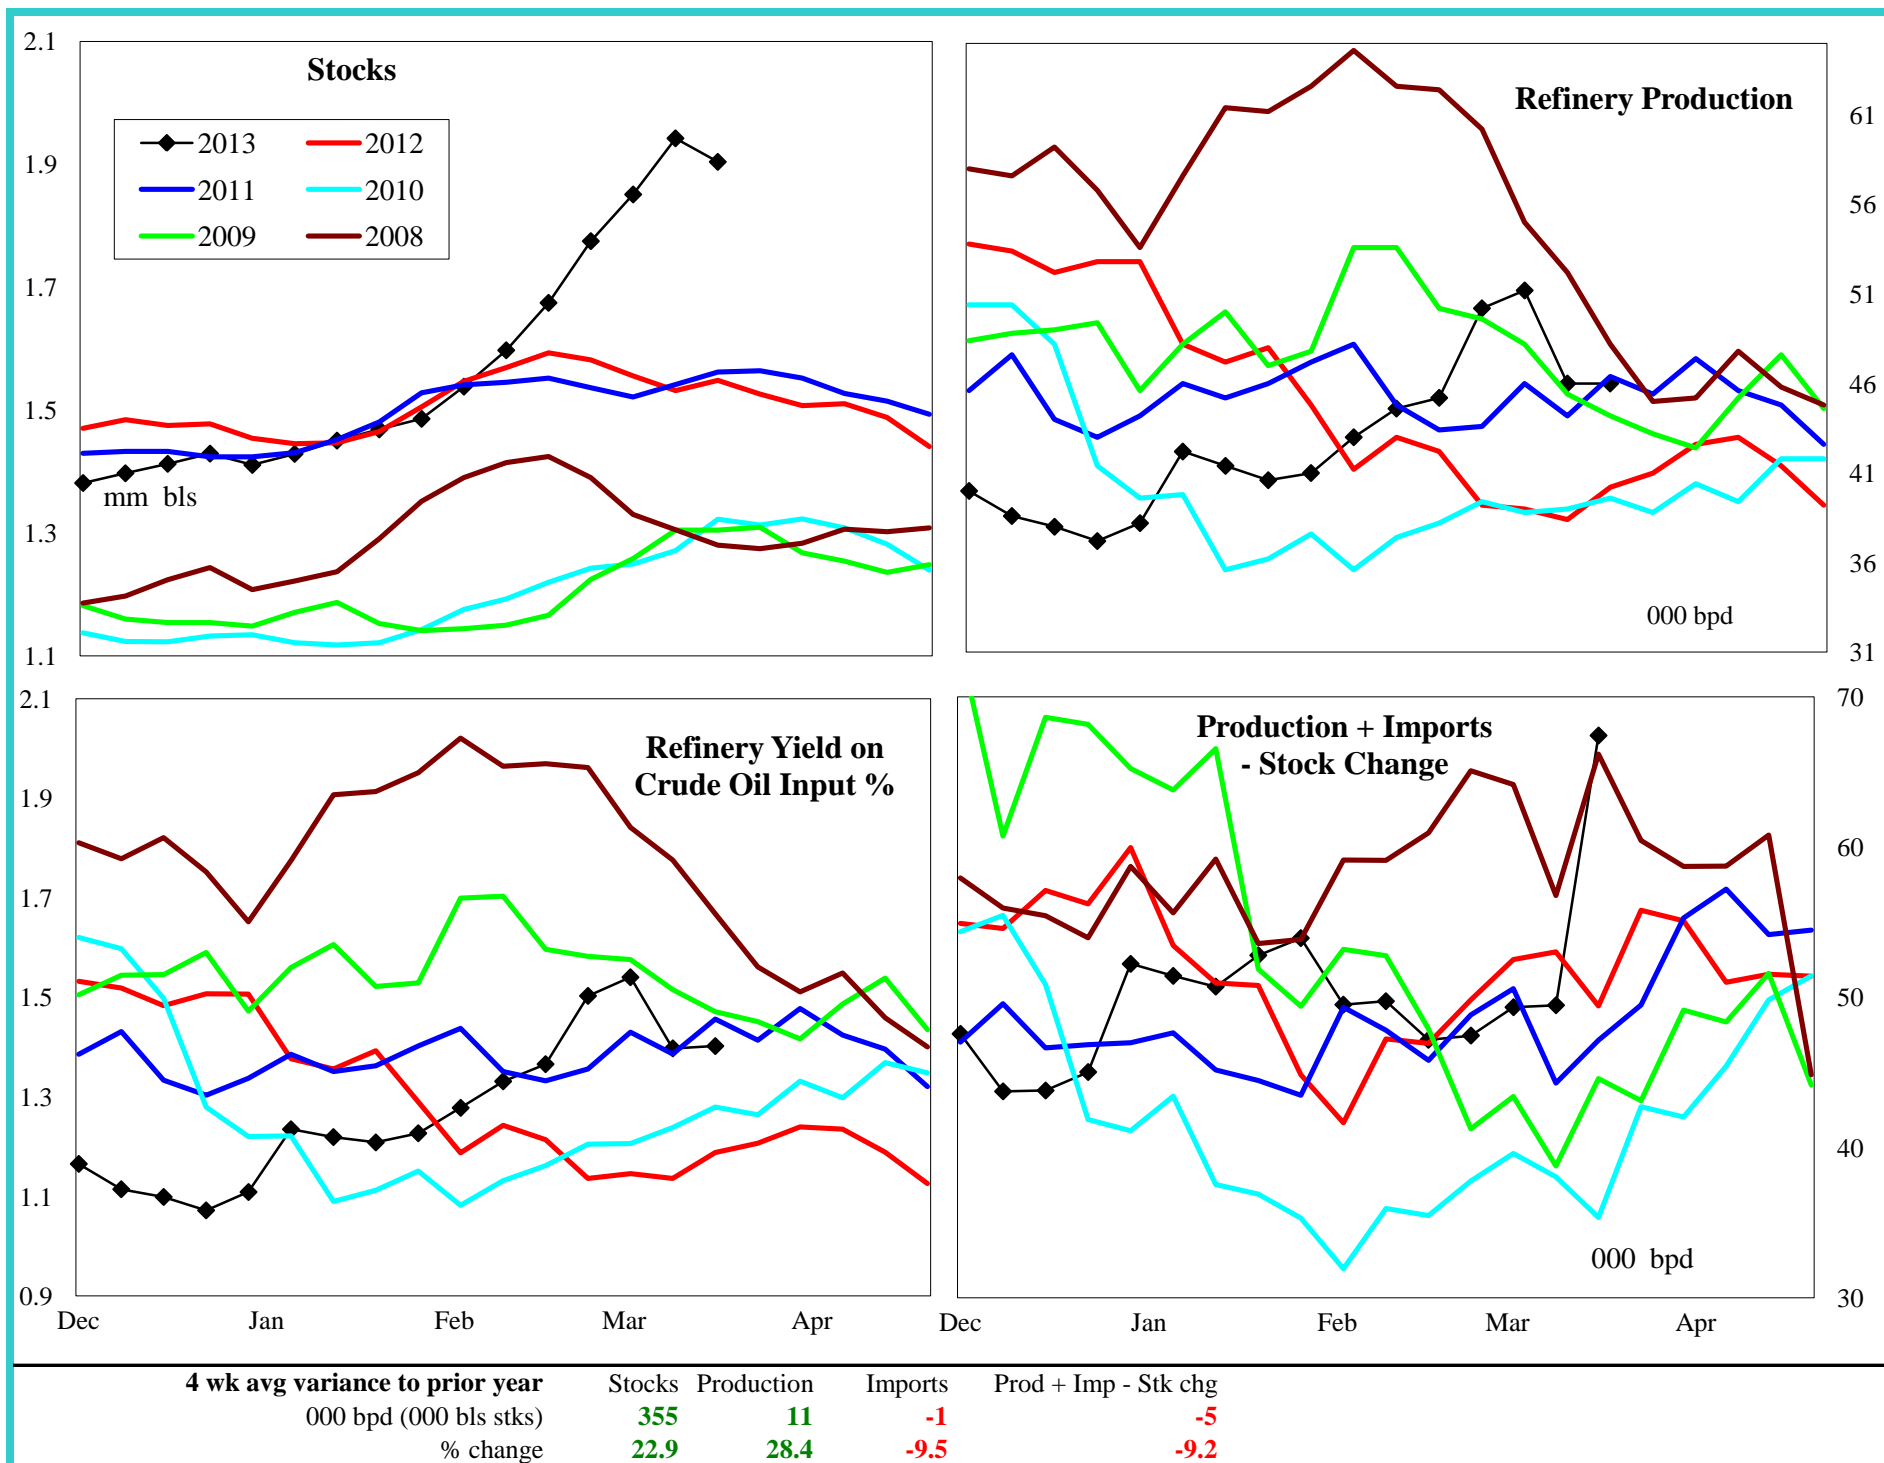 Stocks
2013 2012
2011 2010
2009 2008
mm bls
2.1
1.9
1.7
1.5
1.3
1.1
Refinery Production
000 bpd
61
56
51
46
41
36
31
Refinery Yield on
Crude Oil Input %
2.1
1.9
1.7
1.5
1.3
1.1
0.9
Dec Jan Feb Mar Apr
Production + Imports
- Stock Change
000 bpd
70
60
50
40
30
Dec Jan Feb Mar Apr
4 wk avg variance to prior year Stocks Production Imports Prod + Imp - Stk chg
000 bpd (000 bls stks) 355 11 -1 -5
% change 22.9 28.4 -9.5 -9.2